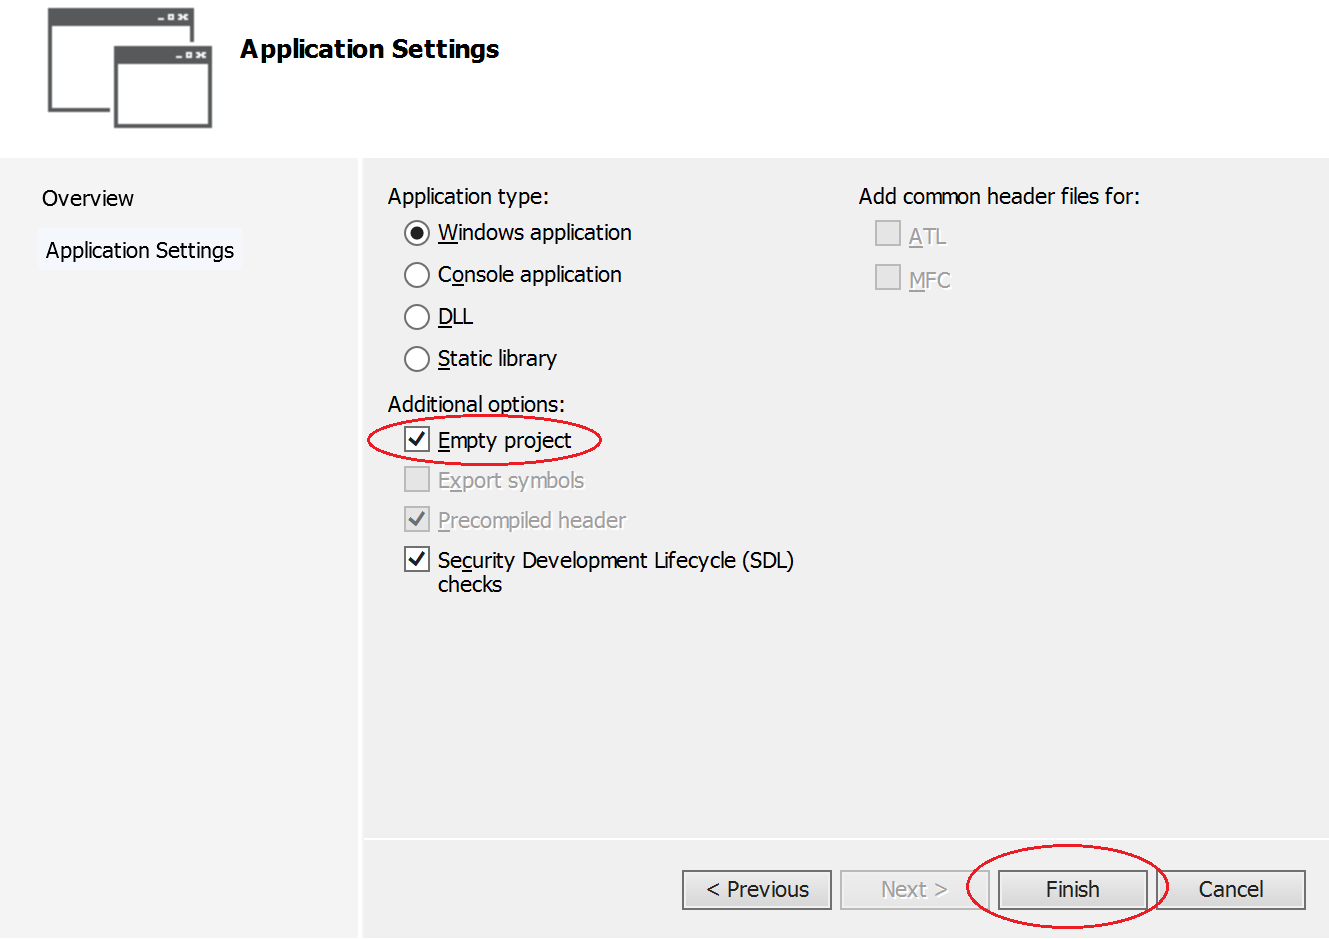 Application Settings
Overview
Application Settings
Application type:
Windows application
Console application
DLL
Static library
Additional options:
Empty project
Export symbols
Precompiled header
Security Development Lifecycle (SDL)
checks
Add common header files for:
ATL
MFC
< Previous
Next >
Finish
Cancel